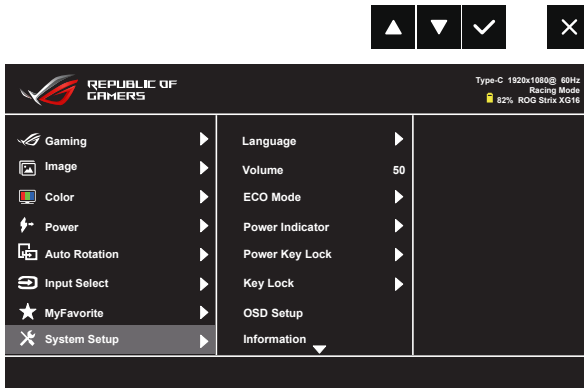 REPUBLIC OF
GAMERS
Type-C 1920x1080@ 60Hz
Racing Mode
82% ROG Strix XG16
Gaming
Image
Color
Power
Auto Rotation
Input Select
MyFavorite
System Setup
Language
Volume 50
ECO Mode
Power Indicator
Power Key Lock
Key Lock
OSD Setup
Information